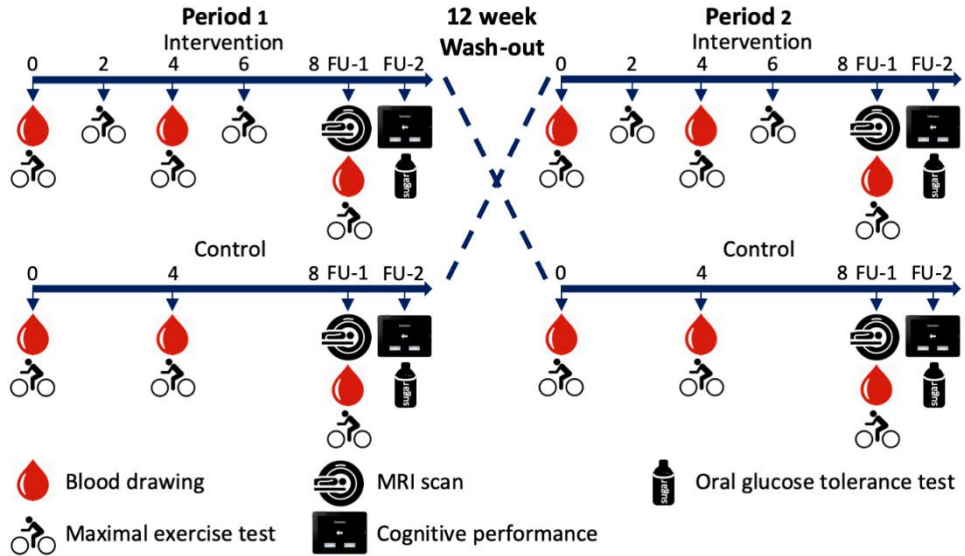 Period 1
Intervention
12 week
Wash-out
Period 2
Intervention
0 2 4 6 8 FU-1 FU-2
0 2 4 6 8 FU-1 FU-2
sugar
sugar
Control
Control
0 4 8 FU-1 FU-2
0 4 8 FU-1 FU-2
sugar
sugar
Blood drawing
MRI scan
sugar
Oral glucose tolerance test
Maximal exercise test
Cognitive performance